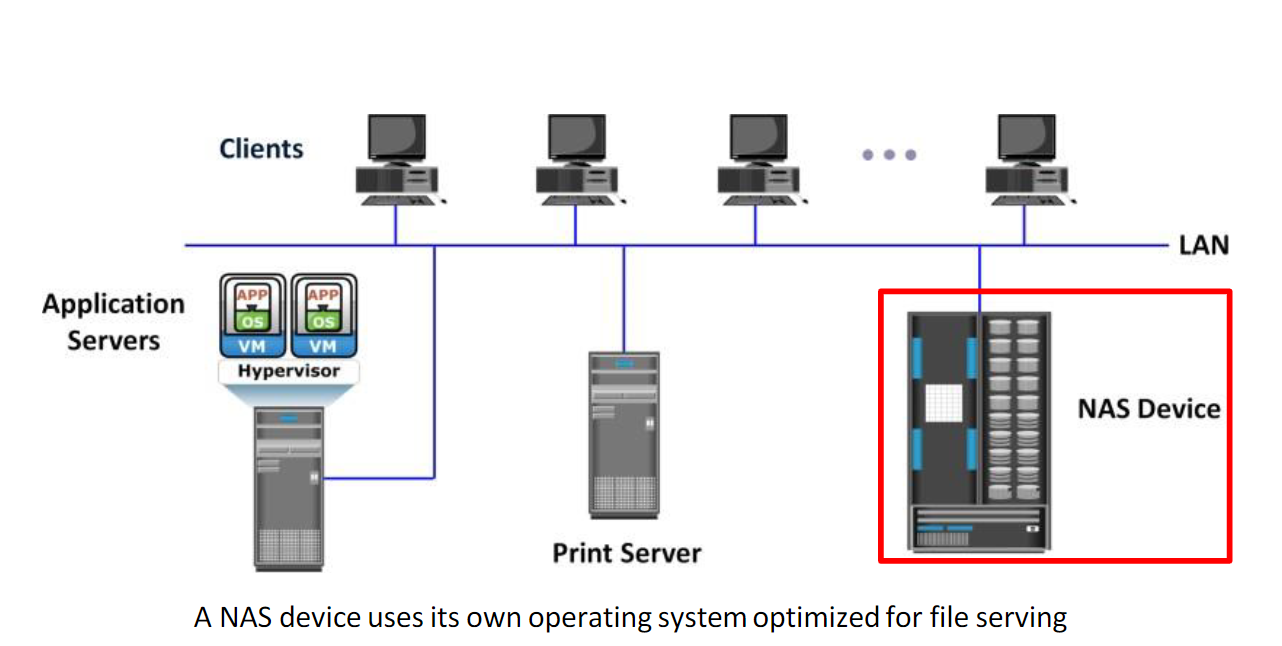 Clients
LAN
Application
Servers
APP
APP
OS
OS
VM
VM
Hypervisor
NAS Device
Print Server
A NAS device uses its own operating system optimized for file serving